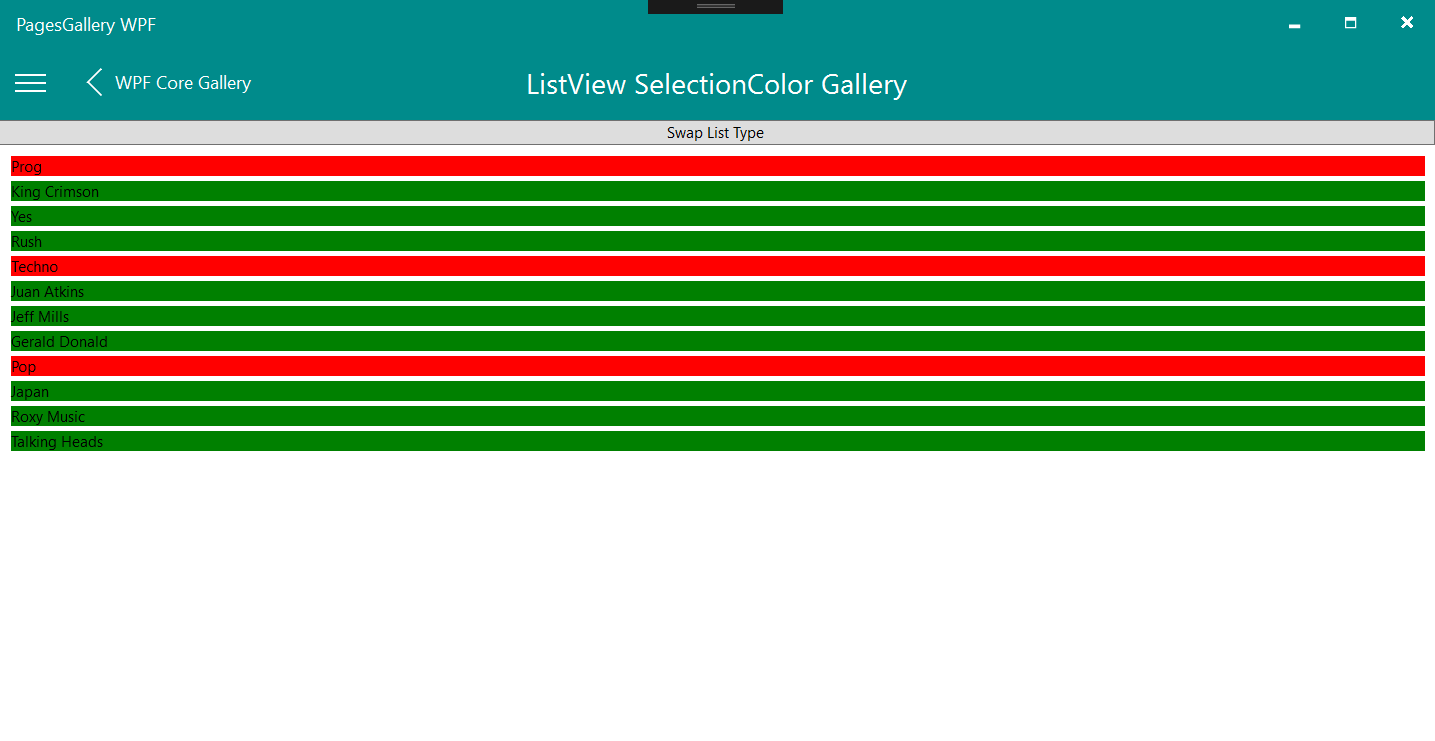 PagesGallery WPF
WPF Core Gallery
ListView SelectionColor Gallery
Swap List Type
Prog
King Crimson
Yes
Rush
Techno
Juan Atkins
Jeff Mills
Gerald Donald
Pop
Japan
Roxy Music
Talking Heads